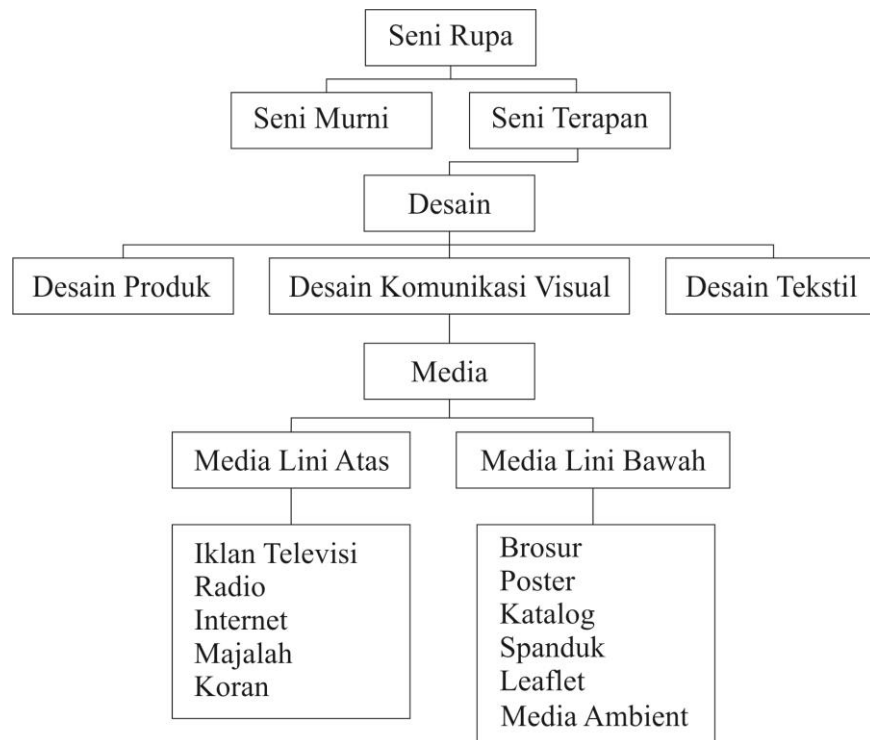 Seni Rupa
Seni Murni
Seni Terapan
Desain
Desain Produk
Desain Komunikasi Visual
Desain Tekstil
Media
Media Lini Atas
Media Lini Bawah
Iklan Televisi
Radio
Internet
Majalah
Koran
Brosur
Poster
Katalog
Spanduk
Leaflet
Media Ambient